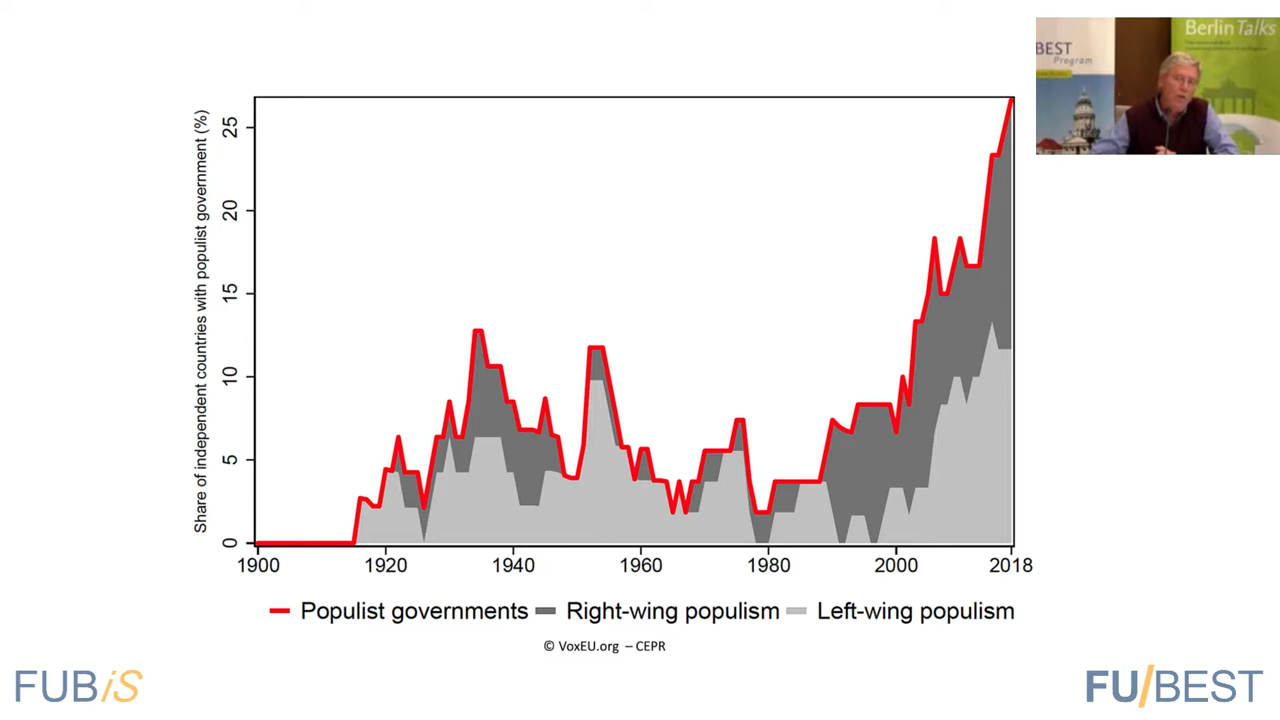 BEST
Program
Berlin Talks
Share of independent countries with populist government (%)
25
20
15
10
5
0
1900
1920
1940
1960
1980
2000
2018
Populist governments
Right-wing populism
Left-wing populism
© VoxEU.org – CEPR
FUBiS
FU/BEST